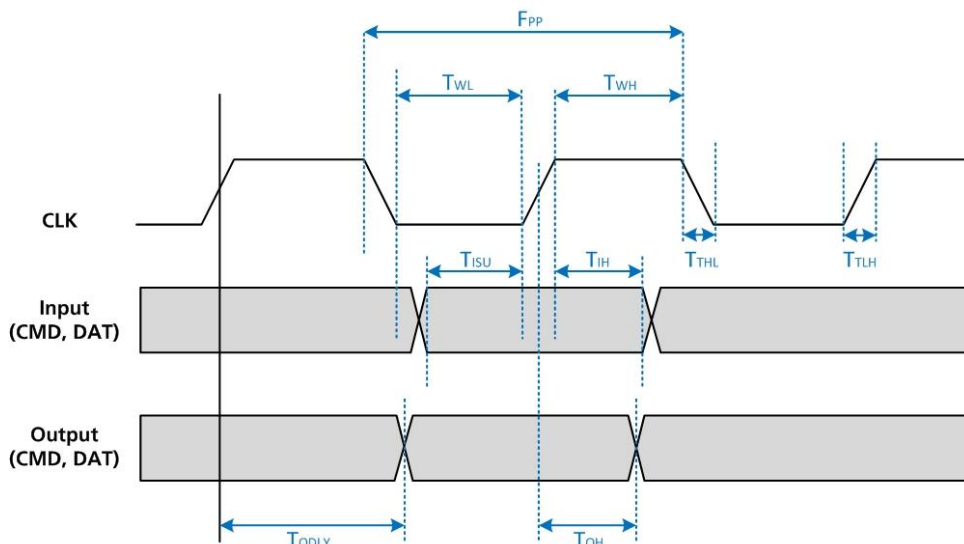 FPP
TWL
TWH
CLK
TISU
TIH
TTHL
TTLH
Input
(CMD, DAT)
Output
(CMD, DAT)
TODLY
TOH